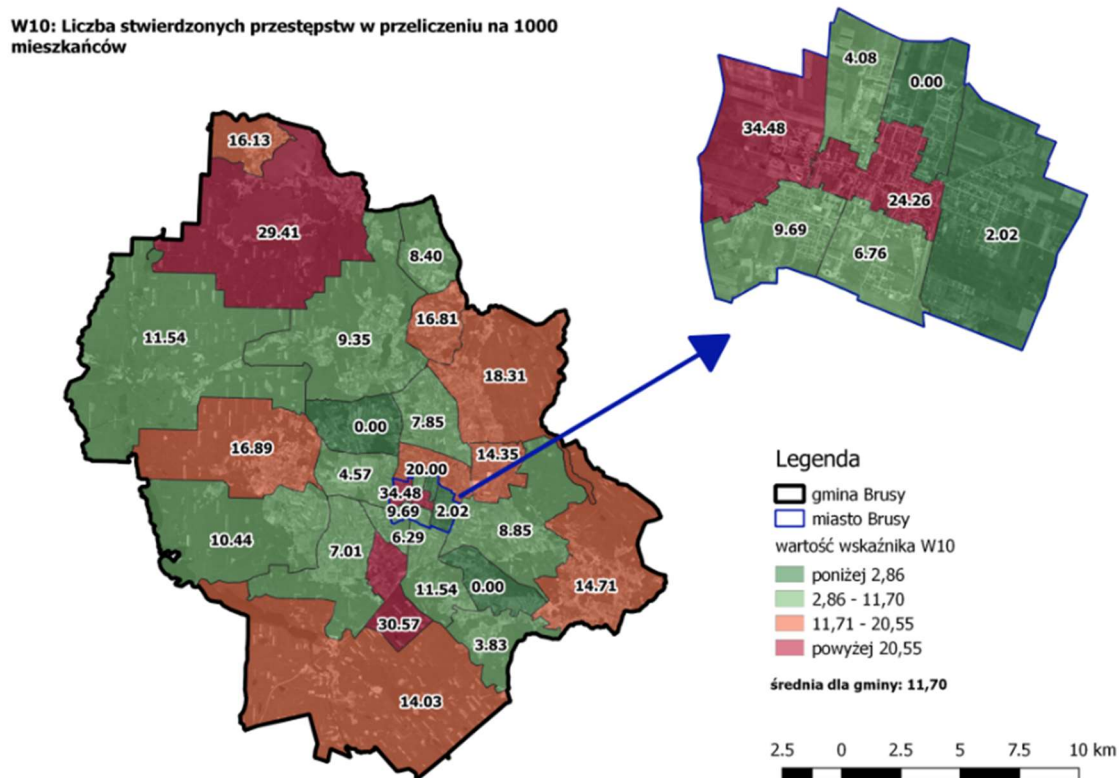 W10: Liczba stwierdzonych przestępstw w przeliczeniu na 1000
mieszkańców
4.08
0.00
34.48
24.26
9.69
6.76
2.02
16.13
29.41
8.40
16.81
11.54
9.35
18.31
7.85
0.00
16.89
14.35
20.00
4.57
34.48
9.69
2.02
8.85
6.29
10.44
7.01
11.54
0.00
14.71
30.57
3.83
14.03
Legenda
gmina Brusy
miasto Brusy
wartość wskaźnika W10
poniżej 2,86
2,86 - 11,70
11,71 - 20,55
powyżej 20,55
średnia dla gminy: 11,70
2.5 0 2.5 5 7.5 10 km